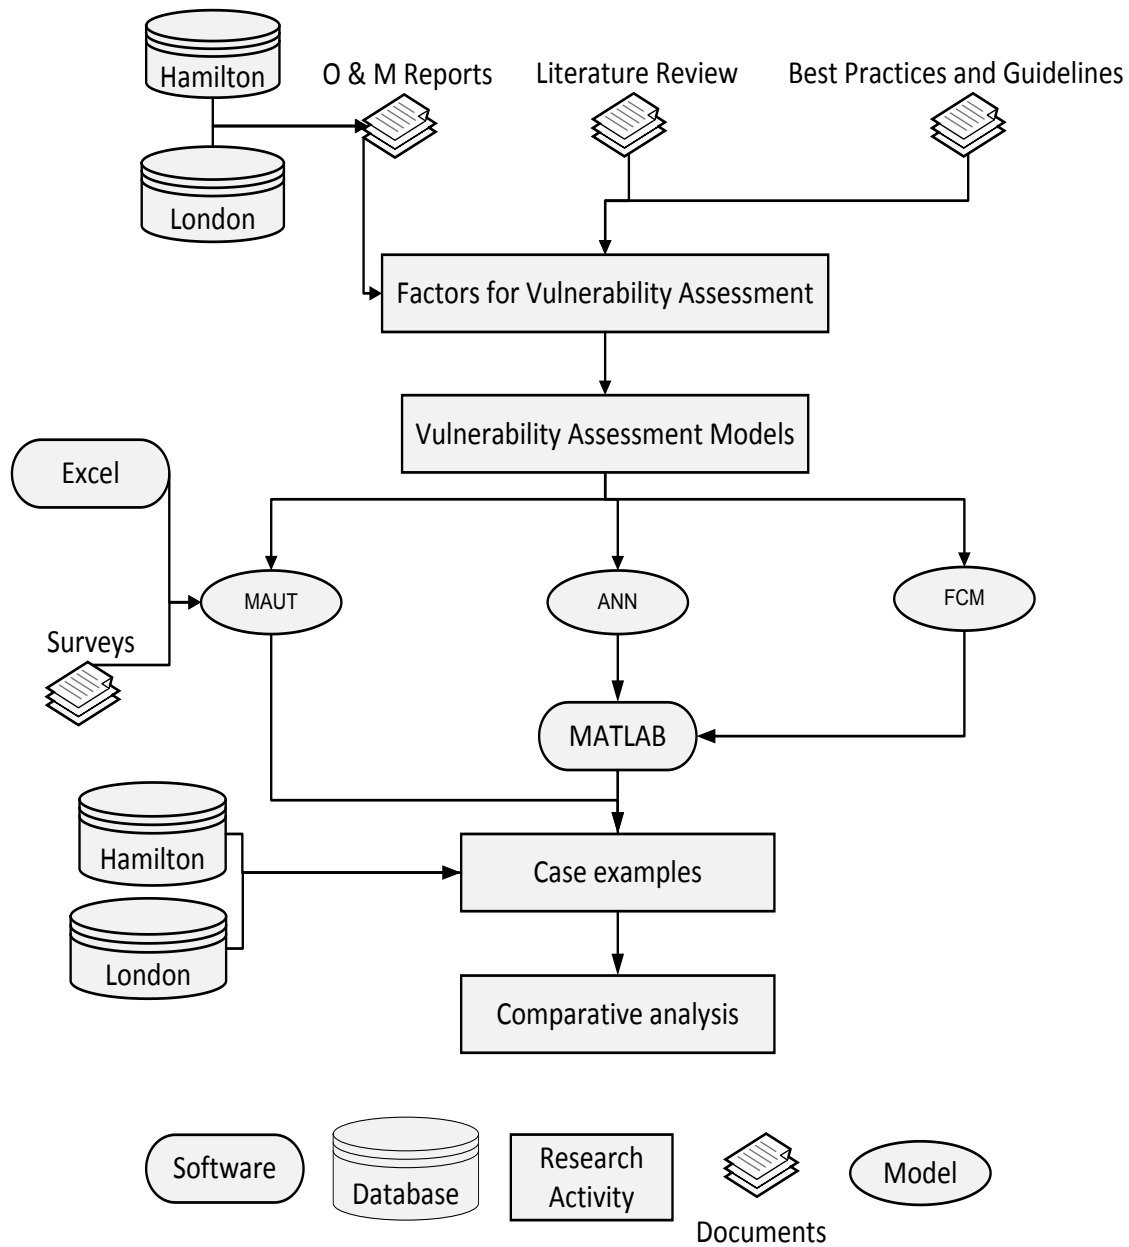 Hamilton
O & M Reports
Literature Review
Best Practices and Guidelines
London
Factors for Vulnerability Assessment
Vulnerability Assessment Models
Excel
MAUT
ANN
FCM
Surveys
MATLAB
Hamilton
Case examples
London
Comparative analysis
Software
Database
Research
Activity
Documents
Model